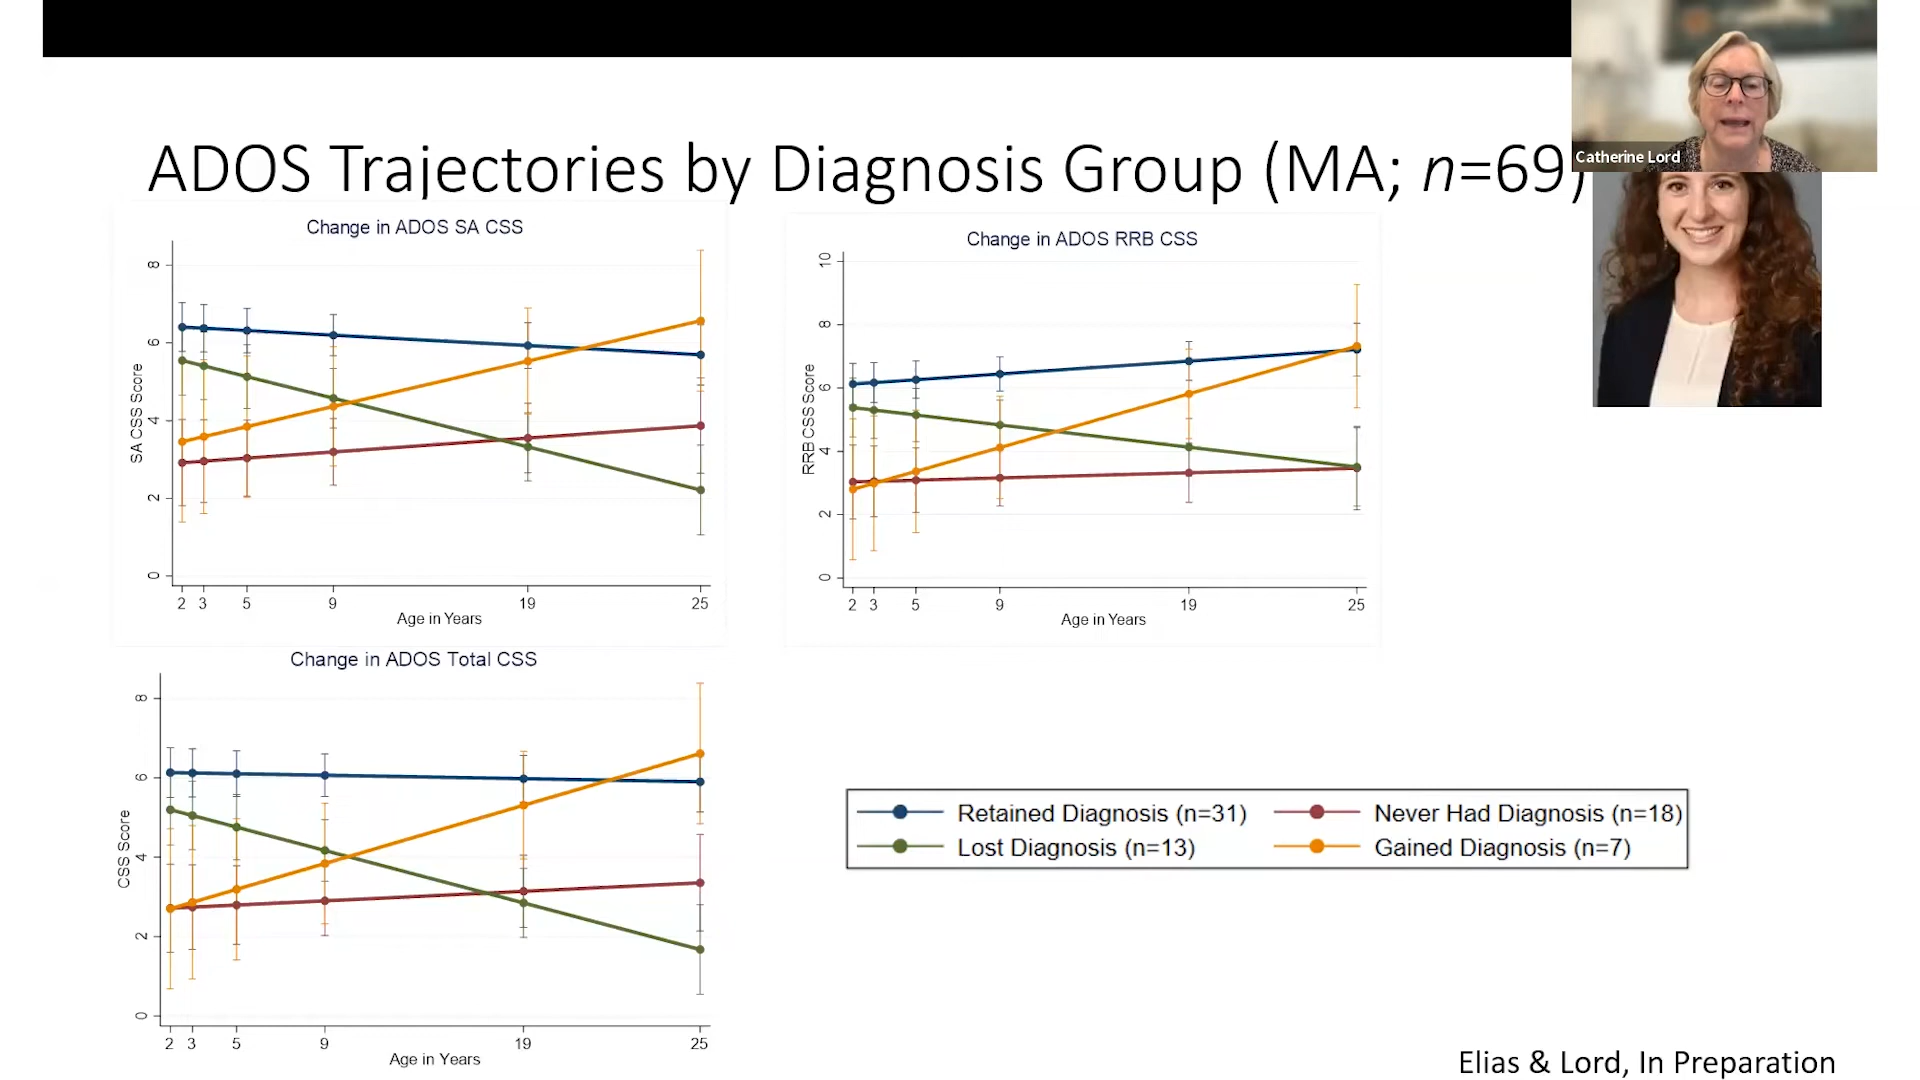 Catherine Lord
ADOS Trajectories by Diagnosis Group (MA; n=69)
Change in ADOS SA CSS
SA CSS Score
8
6
4
2
0
2 3 5 9 19 25
Age in Years
Change in ADOS RRB CSS
RRB CSS Score
10
8
6
4
2
0
2 3 5 9 19 25
Age in Years
Change in ADOS Total CSS
CSS Score
8
6
4
2
0
2 3 5 9 19 25
Age in Years
Retained Diagnosis (n=31) Never Had Diagnosis (n=18)
Lost Diagnosis (n=13) Gained Diagnosis (n=7)
Elias & Lord, In Preparation